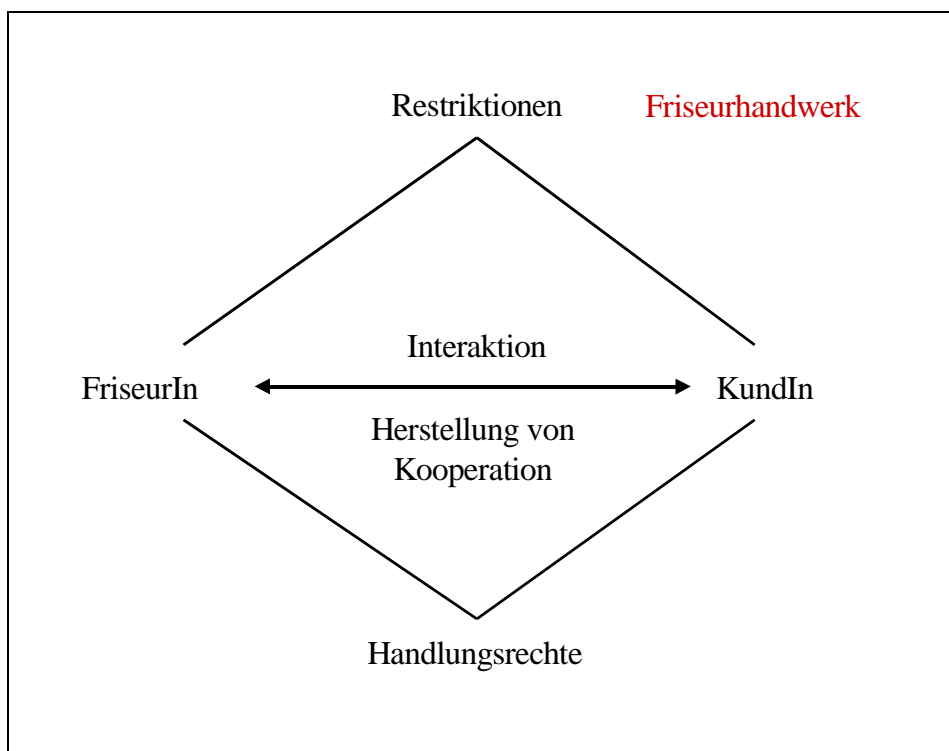 Restriktionen
Friseurhandwerk
Interaktion
FriseurIn
KundIn
Herstellung von
Kooperation
Handlungsrechte